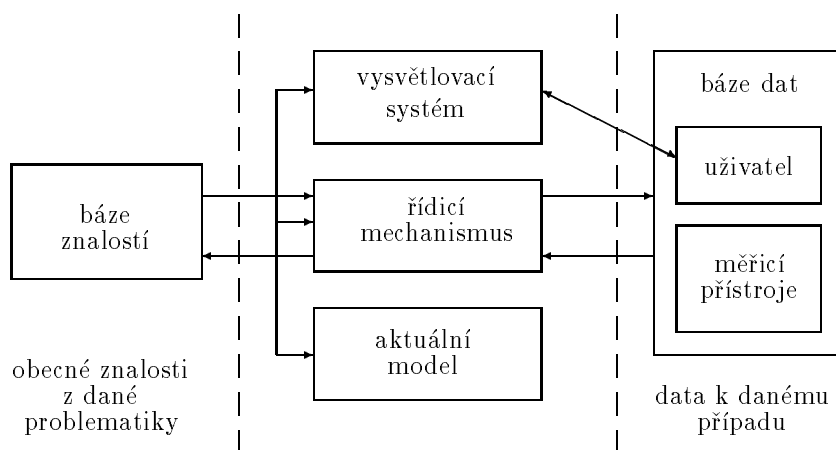 vysvětlovací
systém
báze dat
uživatel
báze
znalostí
řídicí
mechanismus
měřicí
přístroje
aktuální
model
obecné znalosti
z dané
problematiky
data k danému
případu